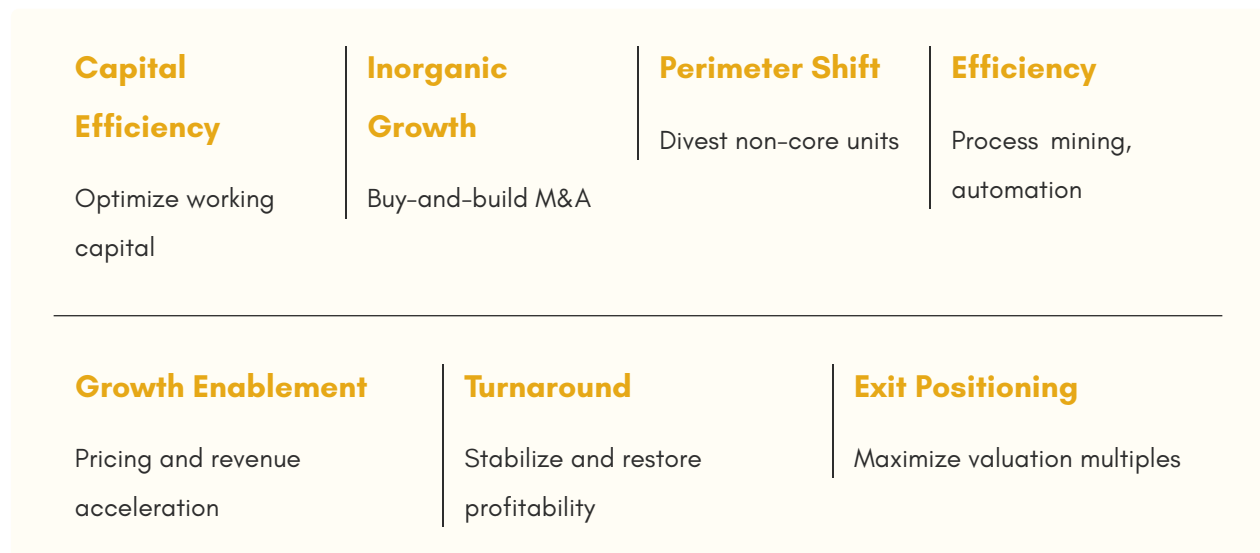 Capital
Efficiency
Optimize working
capital
Inorganic
Growth
Buy-and-build M&A
Perimeter Shift
Divest non-core units
Efficiency
Process mining,
automation
Growth Enablement
Pricing and revenue
acceleration
Turnaround
Stabilize and restore
profitability
Exit Positioning
Maximize valuation multiples